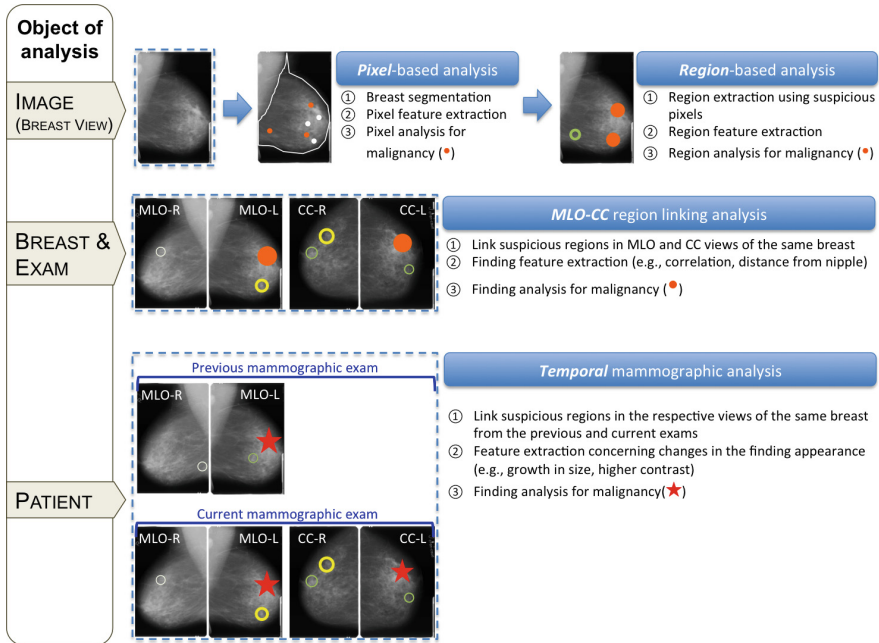 Object of
analysis
IMAGE
(BREAST VIEW)
Pixel-based analysis
① Breast segmentation
② Pixel feature extraction
③ Pixel analysis for
malignancy (•)
Region-based analysis
① Region extraction using suspicious
pixels
② Region feature extraction
③ Region analysis for malignancy (•)
BREAST &
EXAM
MLO-R MLO-L CC-R CC-L
MLO-CC region linking analysis
① Link suspicious regions in MLO and CC views of the same breast
② Finding feature extraction (e.g., correlation, distance from nipple)
③ Finding analysis for malignancy (•)
PATIENT
Previous mammographic exam
MLO-R MLO-L
Current mammographic exam
MLO-R MLO-L CC-R CC-L
Temporal mammographic analysis
① Link suspicious regions in the respective views of the same breast
from the previous and current exams
② Feature extraction concerning changes in the finding appearance
(e.g., growth in size, higher contrast)
③ Finding analysis for malignancy(★)